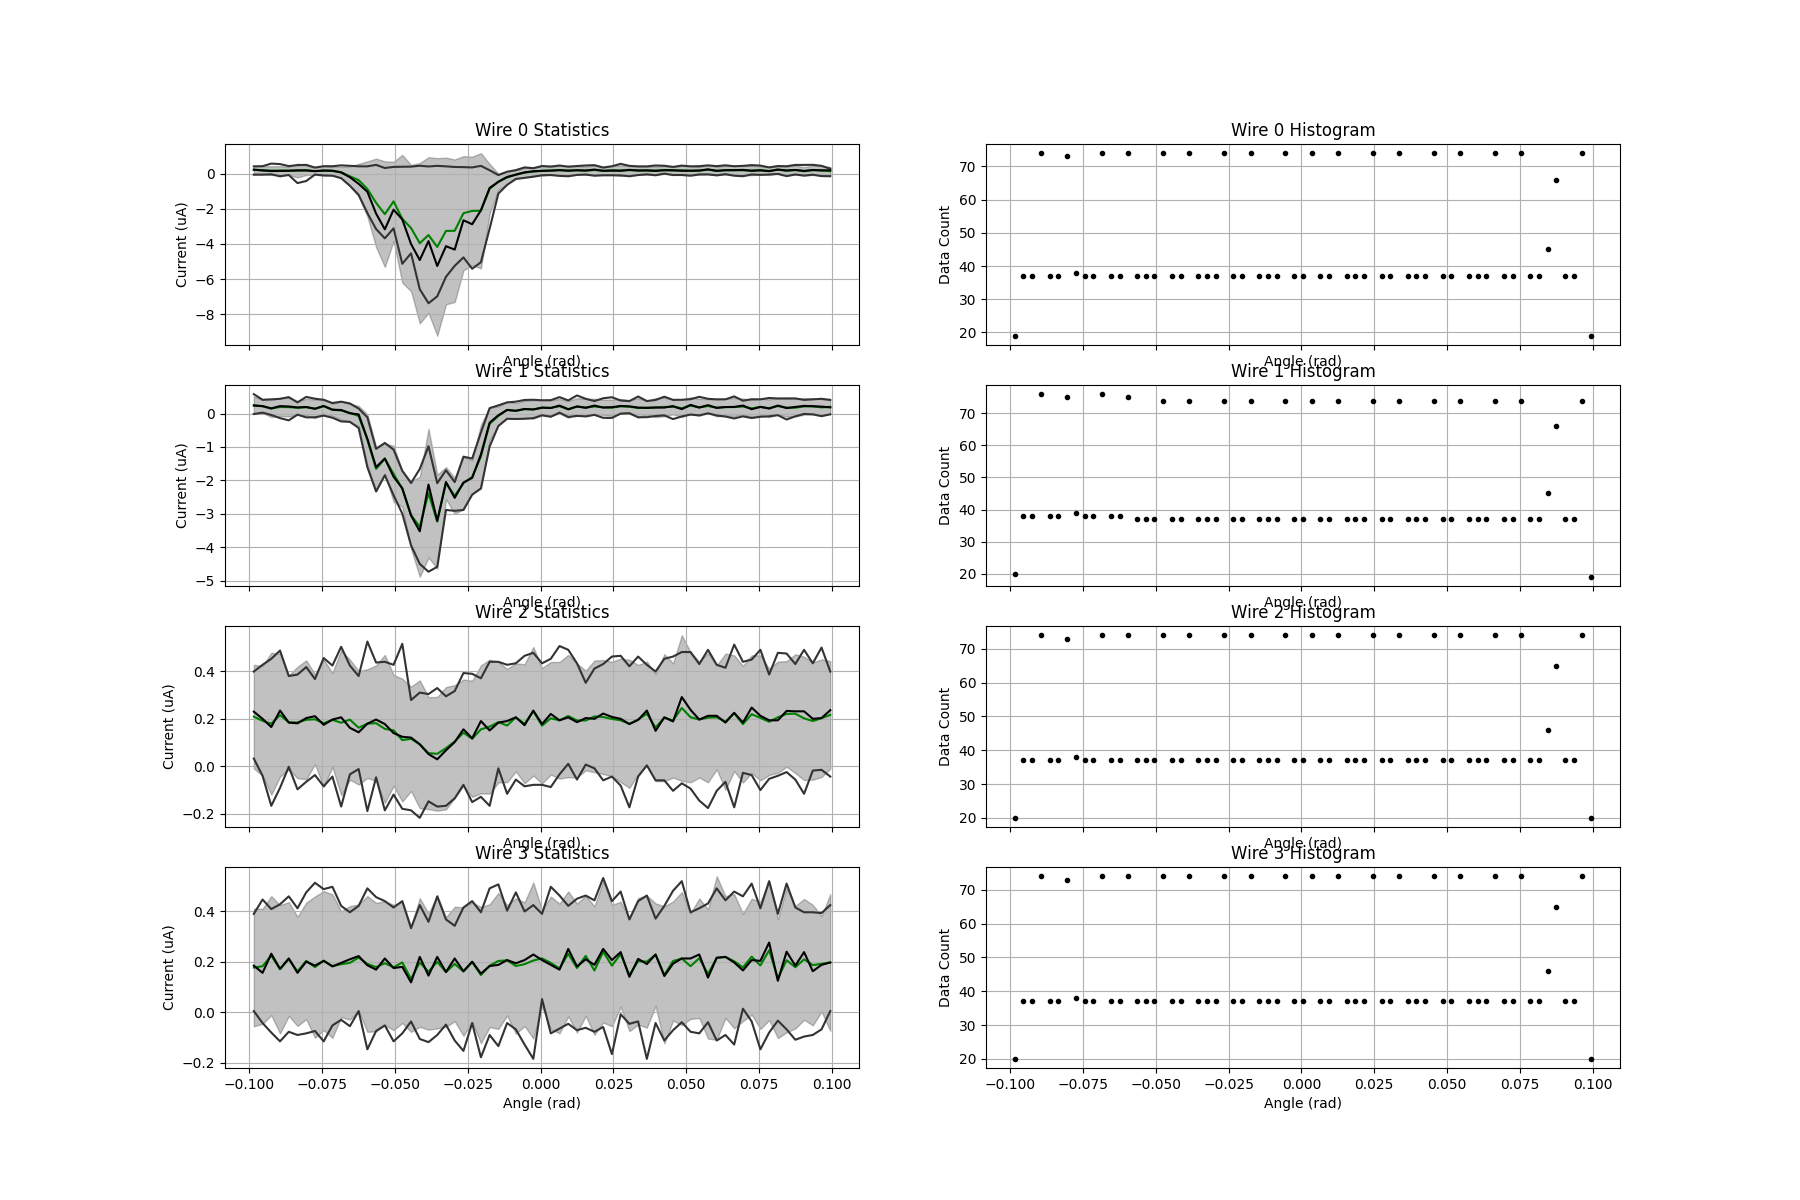 Wire 0 Statistics
Current (uA)
0
−2
−4
−6
−8
Angle (rad)
Wire 0 Histogram
Data Count
70
60
50
40
30
20
Angle (rad)
Wire 1 Statistics
Current (uA)
0
−1
−2
−3
−4
−5
Angle (rad)
Wire 1 Histogram
Data Count
70
60
50
40
30
20
Angle (rad)
Wire 2 Statistics
Current (uA)
0.4
0.2
0.0
−0.2
Angle (rad)
Wire 2 Histogram
Data Count
70
60
50
40
30
20
Angle (rad)
Wire 3 Statistics
Current (uA)
0.4
0.2
0.0
−0.2
−0.100 −0.075 −0.050 −0.025 0.000 0.025 0.050 0.075 0.100
Angle (rad)
Wire 3 Histogram
Data Count
70
60
50
40
30
20
−0.100 −0.075 −0.050 −0.025 0.000 0.025 0.050 0.075 0.100
Angle (rad)